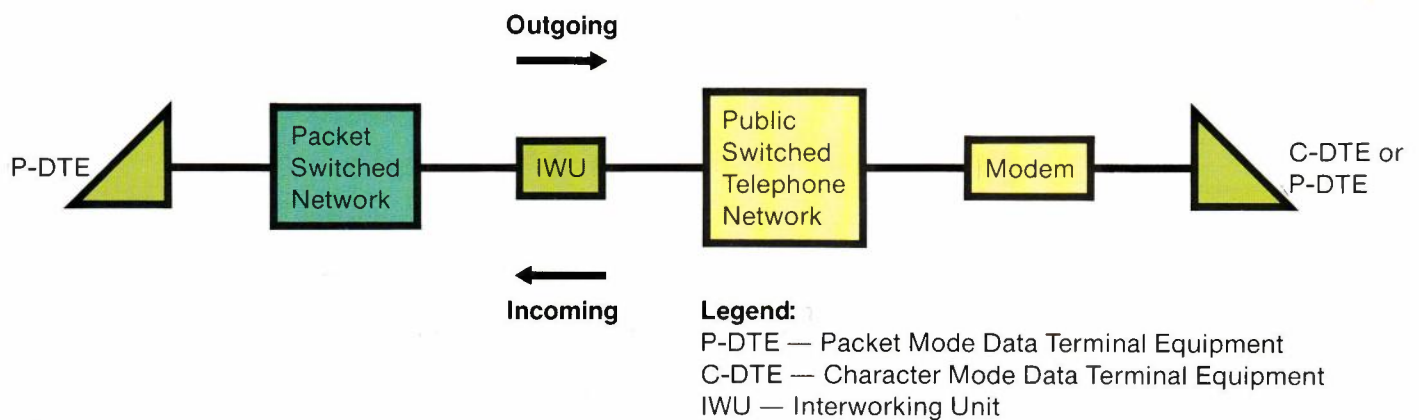 Outgoing
P-DTE
Packet
Switched
Network
IWU
Public
Switched
Telephone
Network
Modem
C-DTE or
P-DTE
Incoming
Legend:
P-DTE — Packet Mode Data Terminal Equipment
C-DTE — Character Mode Data Terminal Equipment
IWU — Interworking Unit